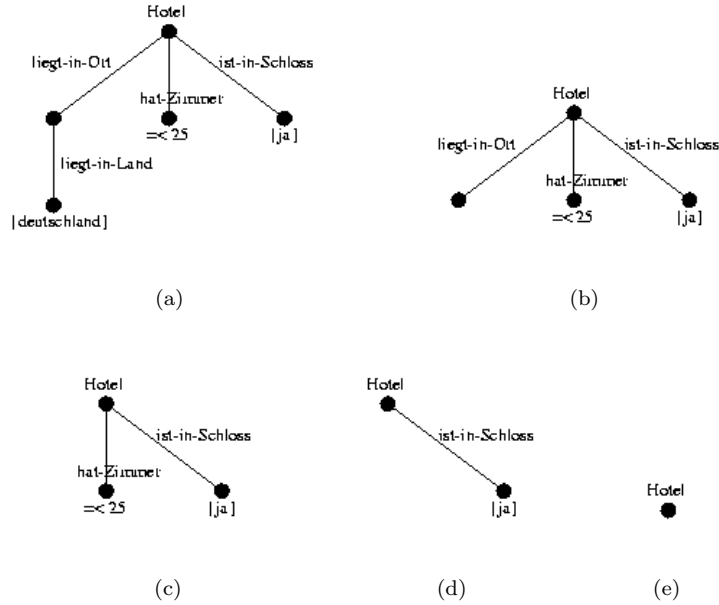 Hotel
liegt-in-Ort
ist-in-Schloss
hat-Zimmer
=<25
[ja]
liegt-in-Land
[deutschland]
(a)
Hotel
liegt-in-Ort
ist-in-Schloss
hat-Zimmer
=<25
[ja]
(b)
Hotel
ist-in-Schloss
hat-Zimmer
=<25
[ja]
(c)
Hotel
ist-in-Schloss
[ja]
(d)
Hotel
(e)